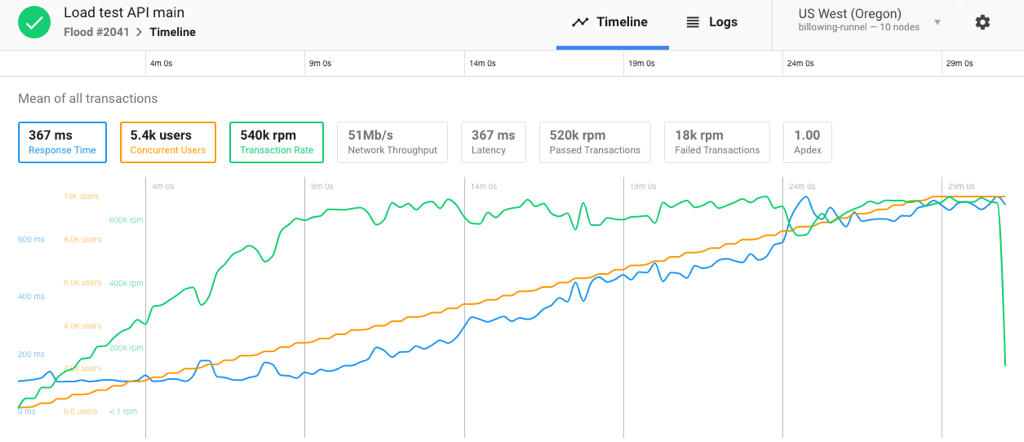 Load test API main
Flood #2041 > Timeline
Timeline
Logs
US West (Oregon)
billowing-runnel — 10 nodes
4m 0s 9m 0s 14m 0s 19m 0s 24m 0s 29m 0s
Mean of all transactions
367 ms
Response Time
5.4k users
Concurrent Users
540k rpm
Transaction Rate
51Mb/s
Network Throughput
367 ms
Latency
520k rpm
Passed Transactions
18k rpm
Failed Transactions
1.00
Apdex
4m 0s 9m 0s 14m 0s 19m 0s 24m 0s 29m 0s
10k users
600k rpm
600 ms 8.0k users
6.0k users 400k rpm
400 ms
4.0k users
200k rpm
200 ms
users
0 ms 0.0 users < 1 rpm